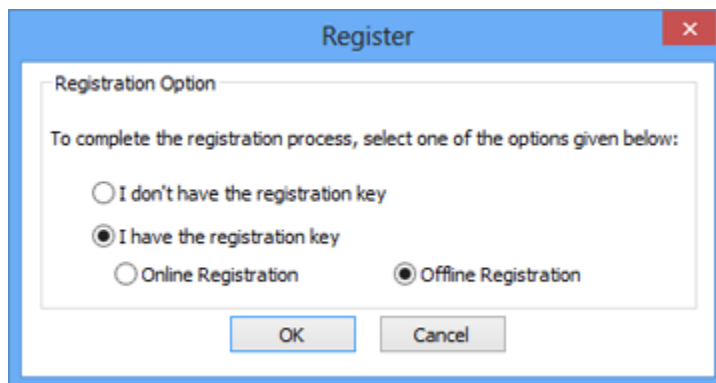 Register
Registration Option
To complete the registration process, select one of the options given below:
I don't have the registration key
I have the registration key
Online Registration Offline Registration
OK Cancel